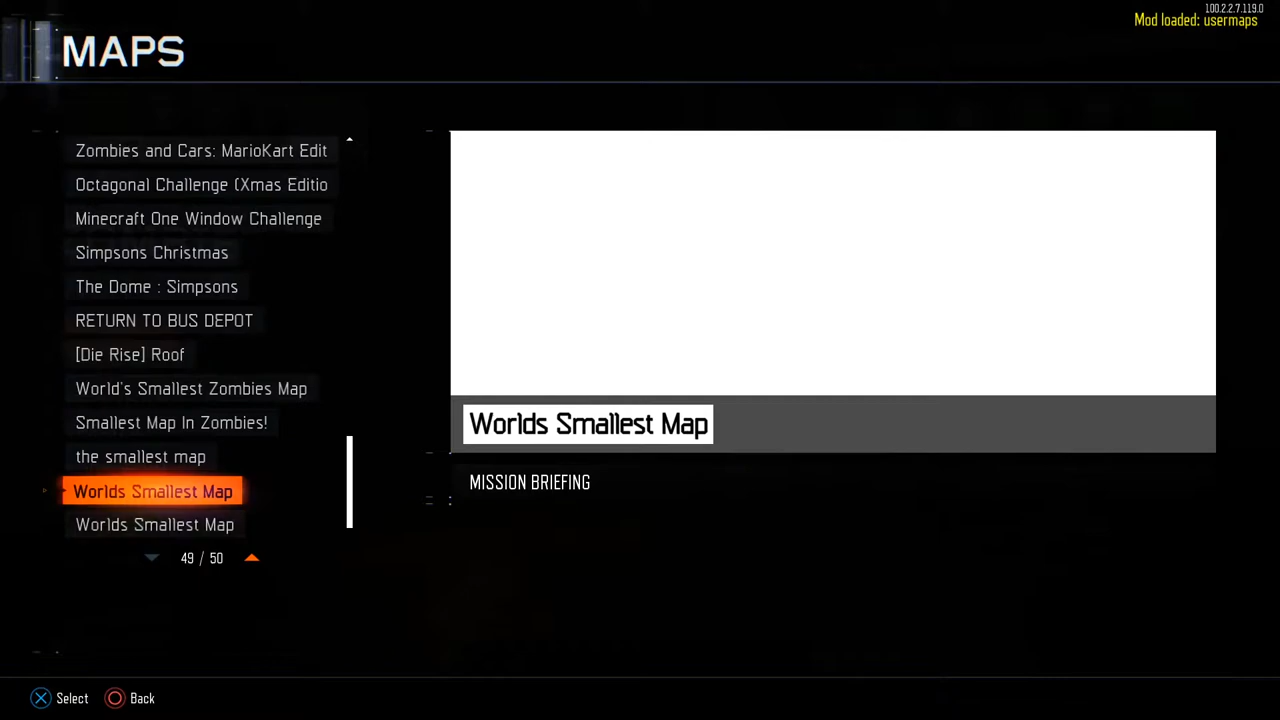 100.2.2.7.119.0
Mod loaded: usermaps
MAPS
Zombies and Cars: MarioKart Edit
Octagonal Challenge (Xmas Editio
Minecraft One Window Challenge
Simpsons Christmas
The Dome : Simpsons
RETURN TO BUS DEPOT
[Die Rise] Roof
World's Smallest Zombies Map
Smallest Map In Zombies!
the smallest map
Worlds Smallest Map
Worlds Smallest Map
49 / 50
Worlds Smallest Map
MISSION BRIEFING
Select
Back